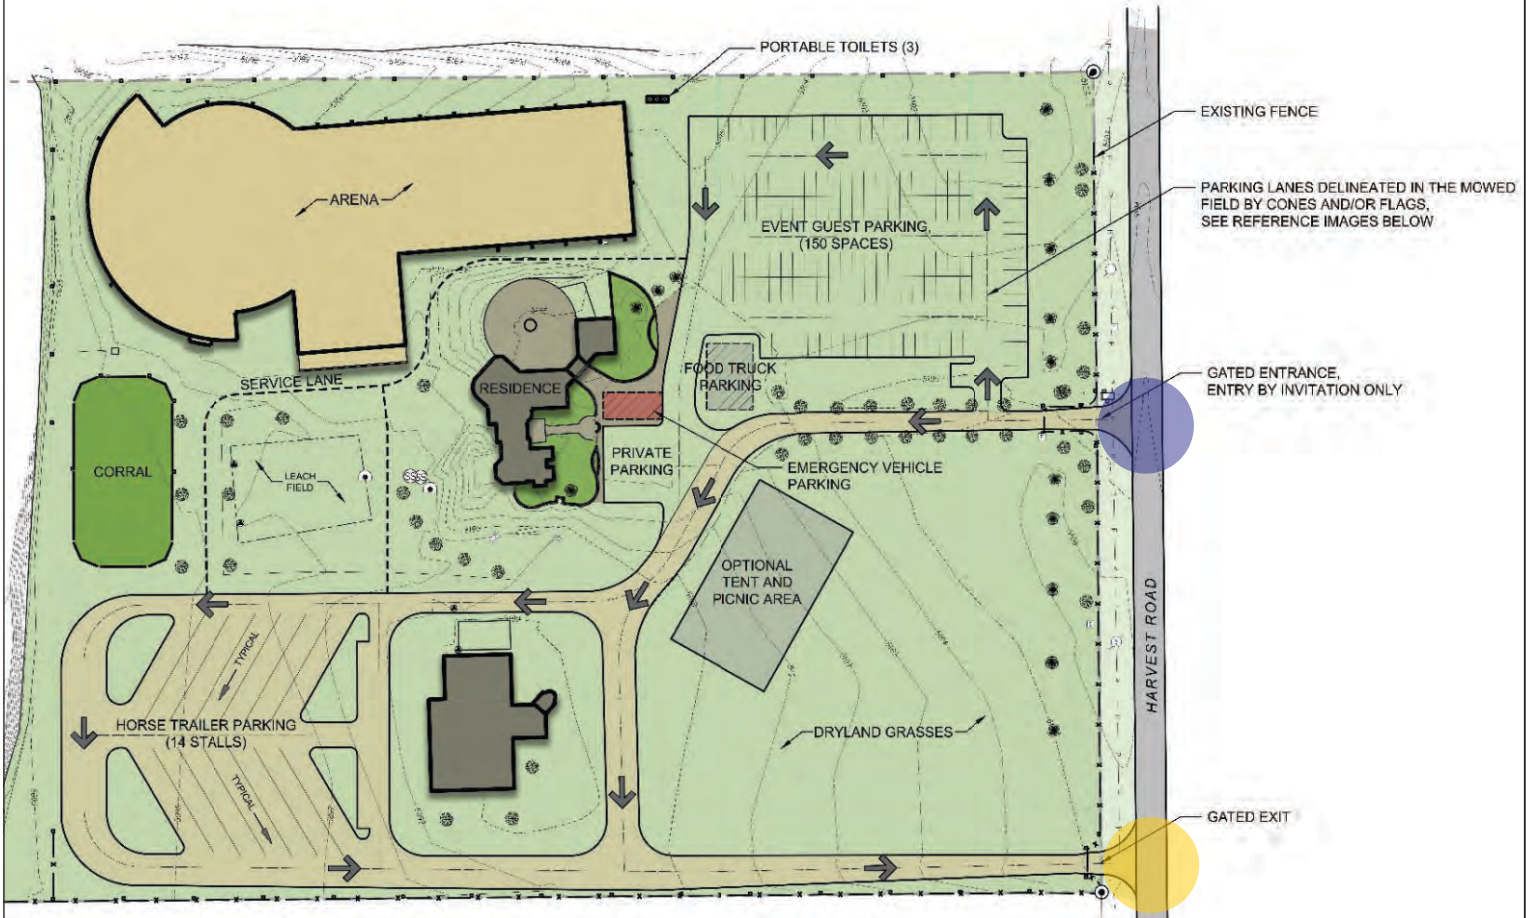 PORTABLE TOILETS (3)
EXISTING FENCE
ARENA
PARKING LANES DELINEATED IN THE MOWED
FIELD BY CONES AND/OR FLAGS,
SEE REFERENCE IMAGES BELOW
EVENT GUEST PARKING
(150 SPACES)
SERVICE LANE
RESIDENCE
FOOD TRUCK
PARKING
GATED ENTRANCE,
ENTRY BY INVITATION ONLY
CORRAL
LEACH
FIELD
PRIVATE
PARKING
EMERGENCY VEHICLE
PARKING
OPTIONAL
TENT AND
PICNIC AREA
HARVEST ROAD
TYPICAL
HORSE TRAILER PARKING
(14 STALLS)
DRYLAND GRASSES
TYPICAL
GATED EXIT